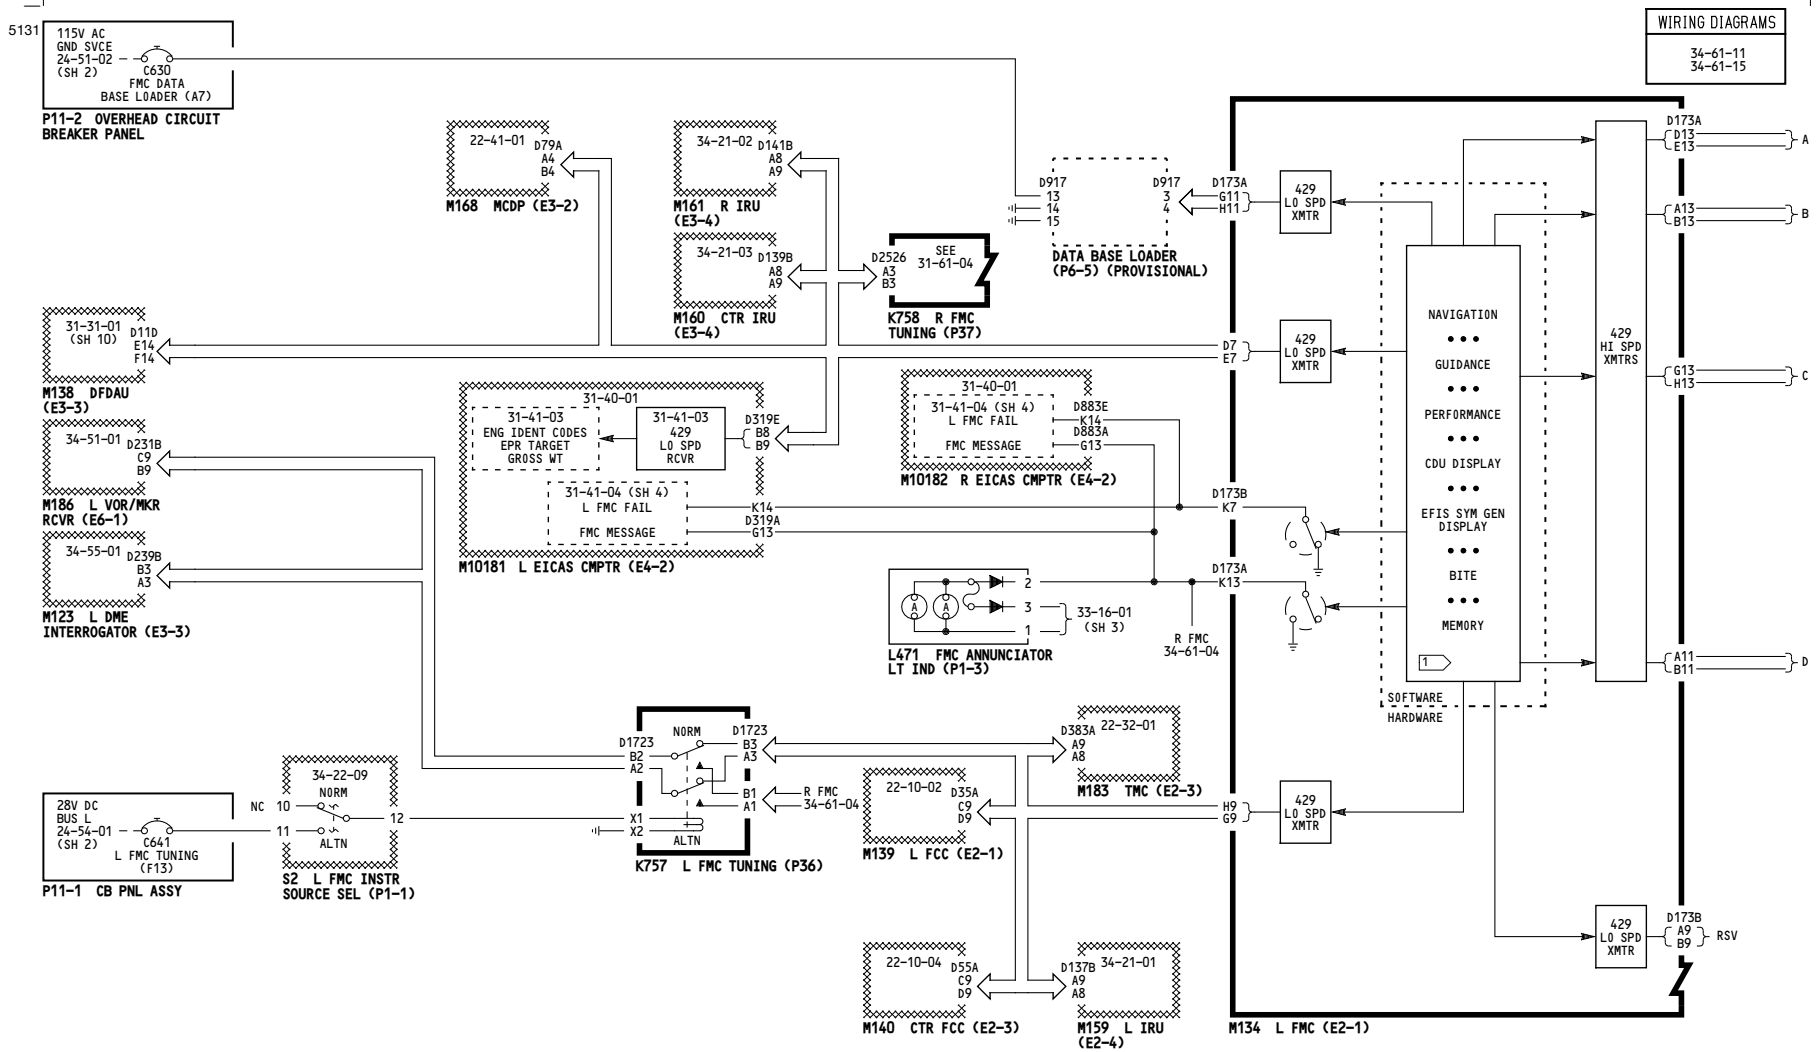 5131
WIRING DIAGRAMS
34-61-11
34-61-15
115V AC
GND SVCE
24-51-02
(SH 2)
C630
FMC DATA
BASE LOADER (A7)
P11-2 OVERHEAD CIRCUIT
BREAKER PANEL
22-41-01
D79A
A4
B4
M168 MCDP (E3-2)
34-21-02
D141B
A8
A9
M161 R IRU
(E3-4)
34-21-03
D139B
A8
A9
M160 CTR IRU
(E3-4)
D2526
A3
B3
SEE
31-61-04
K758 R FMC
TUNING (P37)
D917
13
14
15
D917
3
4
DATA BASE LOADER
(P6-5) (PROVISIONAL)
D173A
G11
H11
429
LO SPD
XMTR
D7
E7
429
LO SPD
XMTR
31-31-01
(SH 10)
D11D
E14
F14
M138 DFDAU
(E3-3)
34-51-01
D231B
C9
B9
M186 L VOR/MKR
RCVR (E6-1)
34-55-01
D239B
B3
A3
M123 L DME
INTERROGATOR (E3-3)
31-40-01
31-41-03
ENG IDENT CODES
EPR TARGET
GROSS WT
31-41-03
429
LO SPD
RCVR
D319E
B8
B9
31-41-04 (SH 4)
L FMC FAIL
FMC MESSAGE
K14
D319A
G13
M10181 L EICAS CMPTR (E4-2)
31-40-01
31-41-04 (SH 4)
L FMC FAIL
FMC MESSAGE
D883E
K14
D883A
G13
M10182 R EICAS CMPTR (E4-2)
D173B
K7
D173A
K13
A
A
2
3
1
33-16-01
(SH 3)
L471 FMC ANNUNCIATOR
LT IND (P1-3)
R FMC
34-61-04
NAVIGATION
GUIDANCE
PERFORMANCE
CDU DISPLAY
EFIS SYM GEN
DISPLAY
BITE
MEMORY
1
SOFTWARE
HARDWARE
429
HI SPD
XMTRS
D173A
D13
E13
A
A13
B13
B
G13
H13
C
A11
B11
D
28V DC
BUS L
24-54-01
(SH 2)
C641
L FMC TUNING
(F13)
P11-1 CB PNL ASSY
34-22-09
NORM
NC 10
11
12
ALTN
S2 L FMC INSTR
SOURCE SEL (P1-1)
D1723
B2
A2
X1
X2
NORM
ALTN
D1723
B3
A3
B1
A1
R FMC
34-61-04
K757 L FMC TUNING (P36)
D383A
A9
A8
22-32-01
M183 TMC (E2-3)
22-10-02
D35A
C9
D9
M139 L FCC (E2-1)
H9
G9
429
LO SPD
XMTR
22-10-04
D55A
C9
D9
M140 CTR FCC (E2-3)
D137B
A9
A8
34-21-01
M159 L IRU
(E2-4)
429
LO SPD
XMTR
D173B
A9
B9
RSV
M134 L FMC (E2-1)